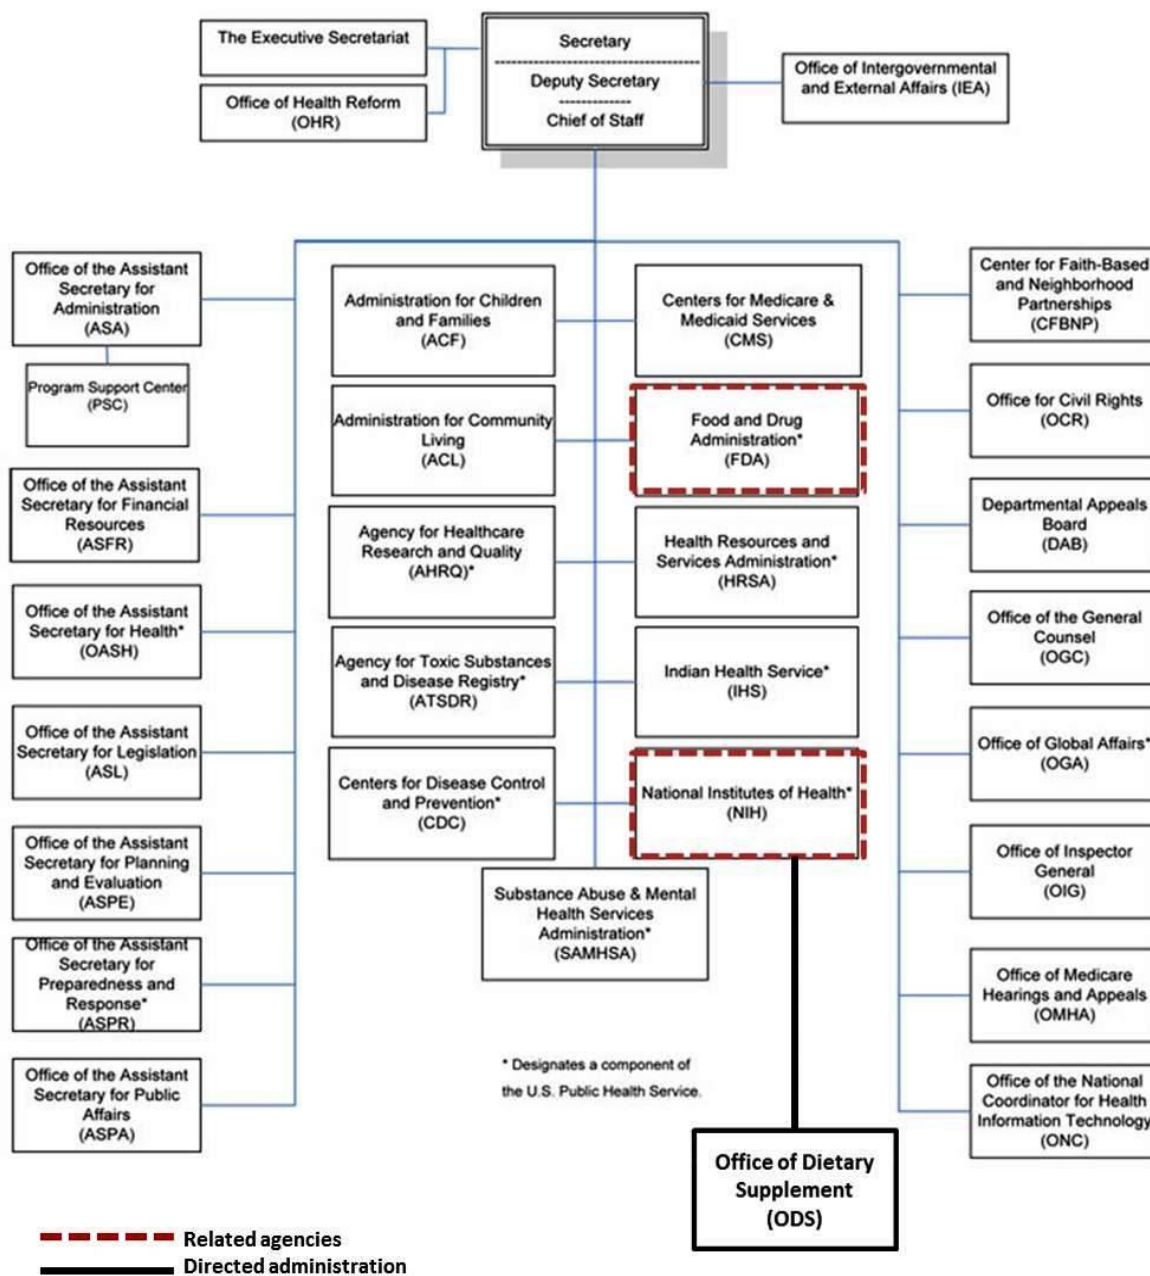 The Executive Secretariat
Office of Health Reform
(OHR)
Secretary
Deputy Secretary
Chief of Staff
Office of Intergovernmental
and External Affairs (IEA)
Office of the Assistant
Secretary for
Administration
(ASA)
Program Support Center
(PSC)
Office of the Assistant
Secretary for Financial
Resources
(ASFR)
Office of the Assistant
Secretary for Health*
(OASH)
Office of the Assistant
Secretary for Legislation
(ASL)
Office of the Assistant
Secretary for Planning
and Evaluation
(ASPE)
Office of the Assistant
Secretary for
Preparedness and
Response*
(ASPR)
Office of the Assistant
Secretary for Public
Affairs
(ASPA)
Administration for Children
and Families
(ACF)
Administration for Community
Living
(ACL)
Agency for Healthcare
Research and Quality
(AHRQ)*
Agency for Toxic Substances
and Disease Registry*
(ATSDR)
Centers for Disease Control
and Prevention*
(CDC)
Centers for Medicare &
Medicaid Services
(CMS)
Food and Drug
Administration*
(FDA)
Health Resources and
Services Administration*
(HRSA)
Indian Health Service*
(IHS)
National Institutes of Health*
(NIH)
Substance Abuse & Mental
Health Services
Administration*
(SAMHSA)
Center for Faith-Based
and Neighborhood
Partnerships
(CFBNP)
Office for Civil Rights
(OCR)
Departmental Appeals
Board
(DAB)
Office of the General
Counsel
(OGC)
Office of Global Affairs*
(OGA)
Office of Inspector
General
(OIG)
Office of Medicare
Hearings and Appeals
(OMHA)
Office of the National
Coordinator for Health
Information Technology
(ONC)
* Designates a component of
the U.S. Public Health Service.
Office of Dietary
Supplement
(ODS)
Related agencies
Directed administration